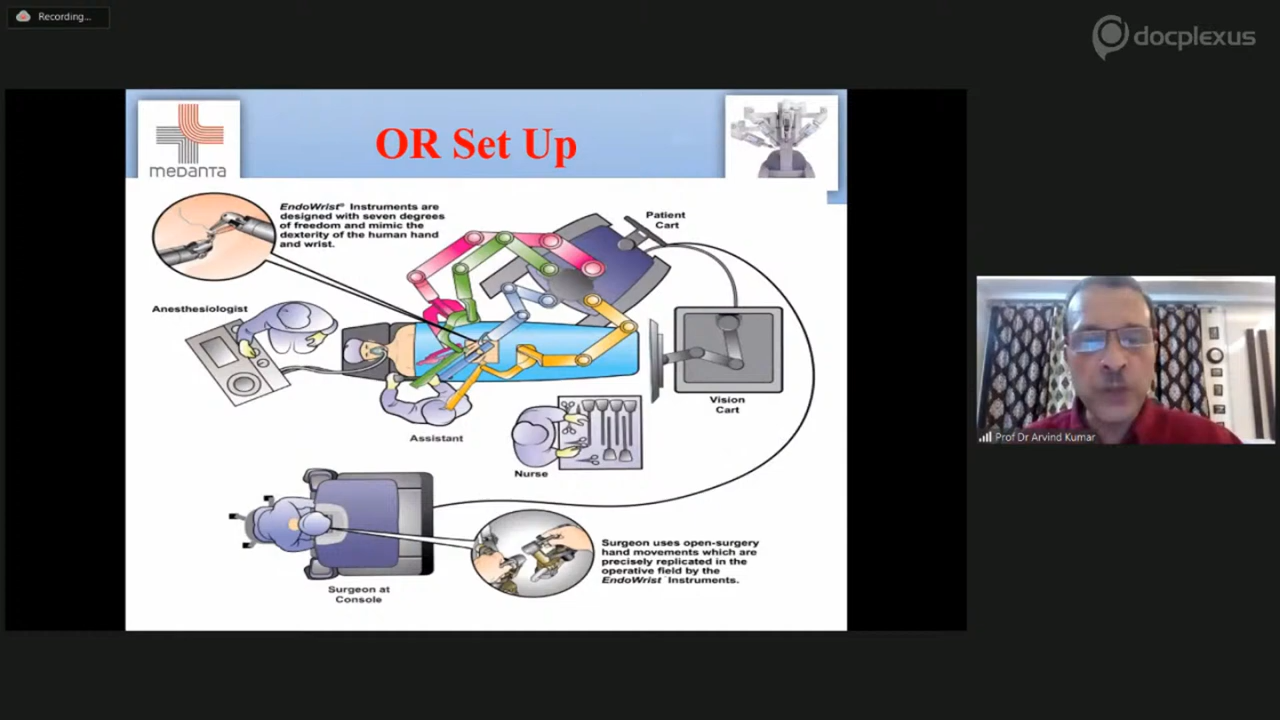 Recording...
docplexus
medanta
OR Set Up
EndoWrist® Instruments are
designed with seven degrees
of freedom and mimic the
dexterity of the human hand
and wrist.
Patient
Cart
Anesthesiologist
Vision
Cart
Assistant
Nurse
Prof Dr Arvind Kumar
Surgeon uses open-surgery
hand movements which are
precisely replicated in the
operative field by the
EndoWrist Instruments.
Surgeon at
Console